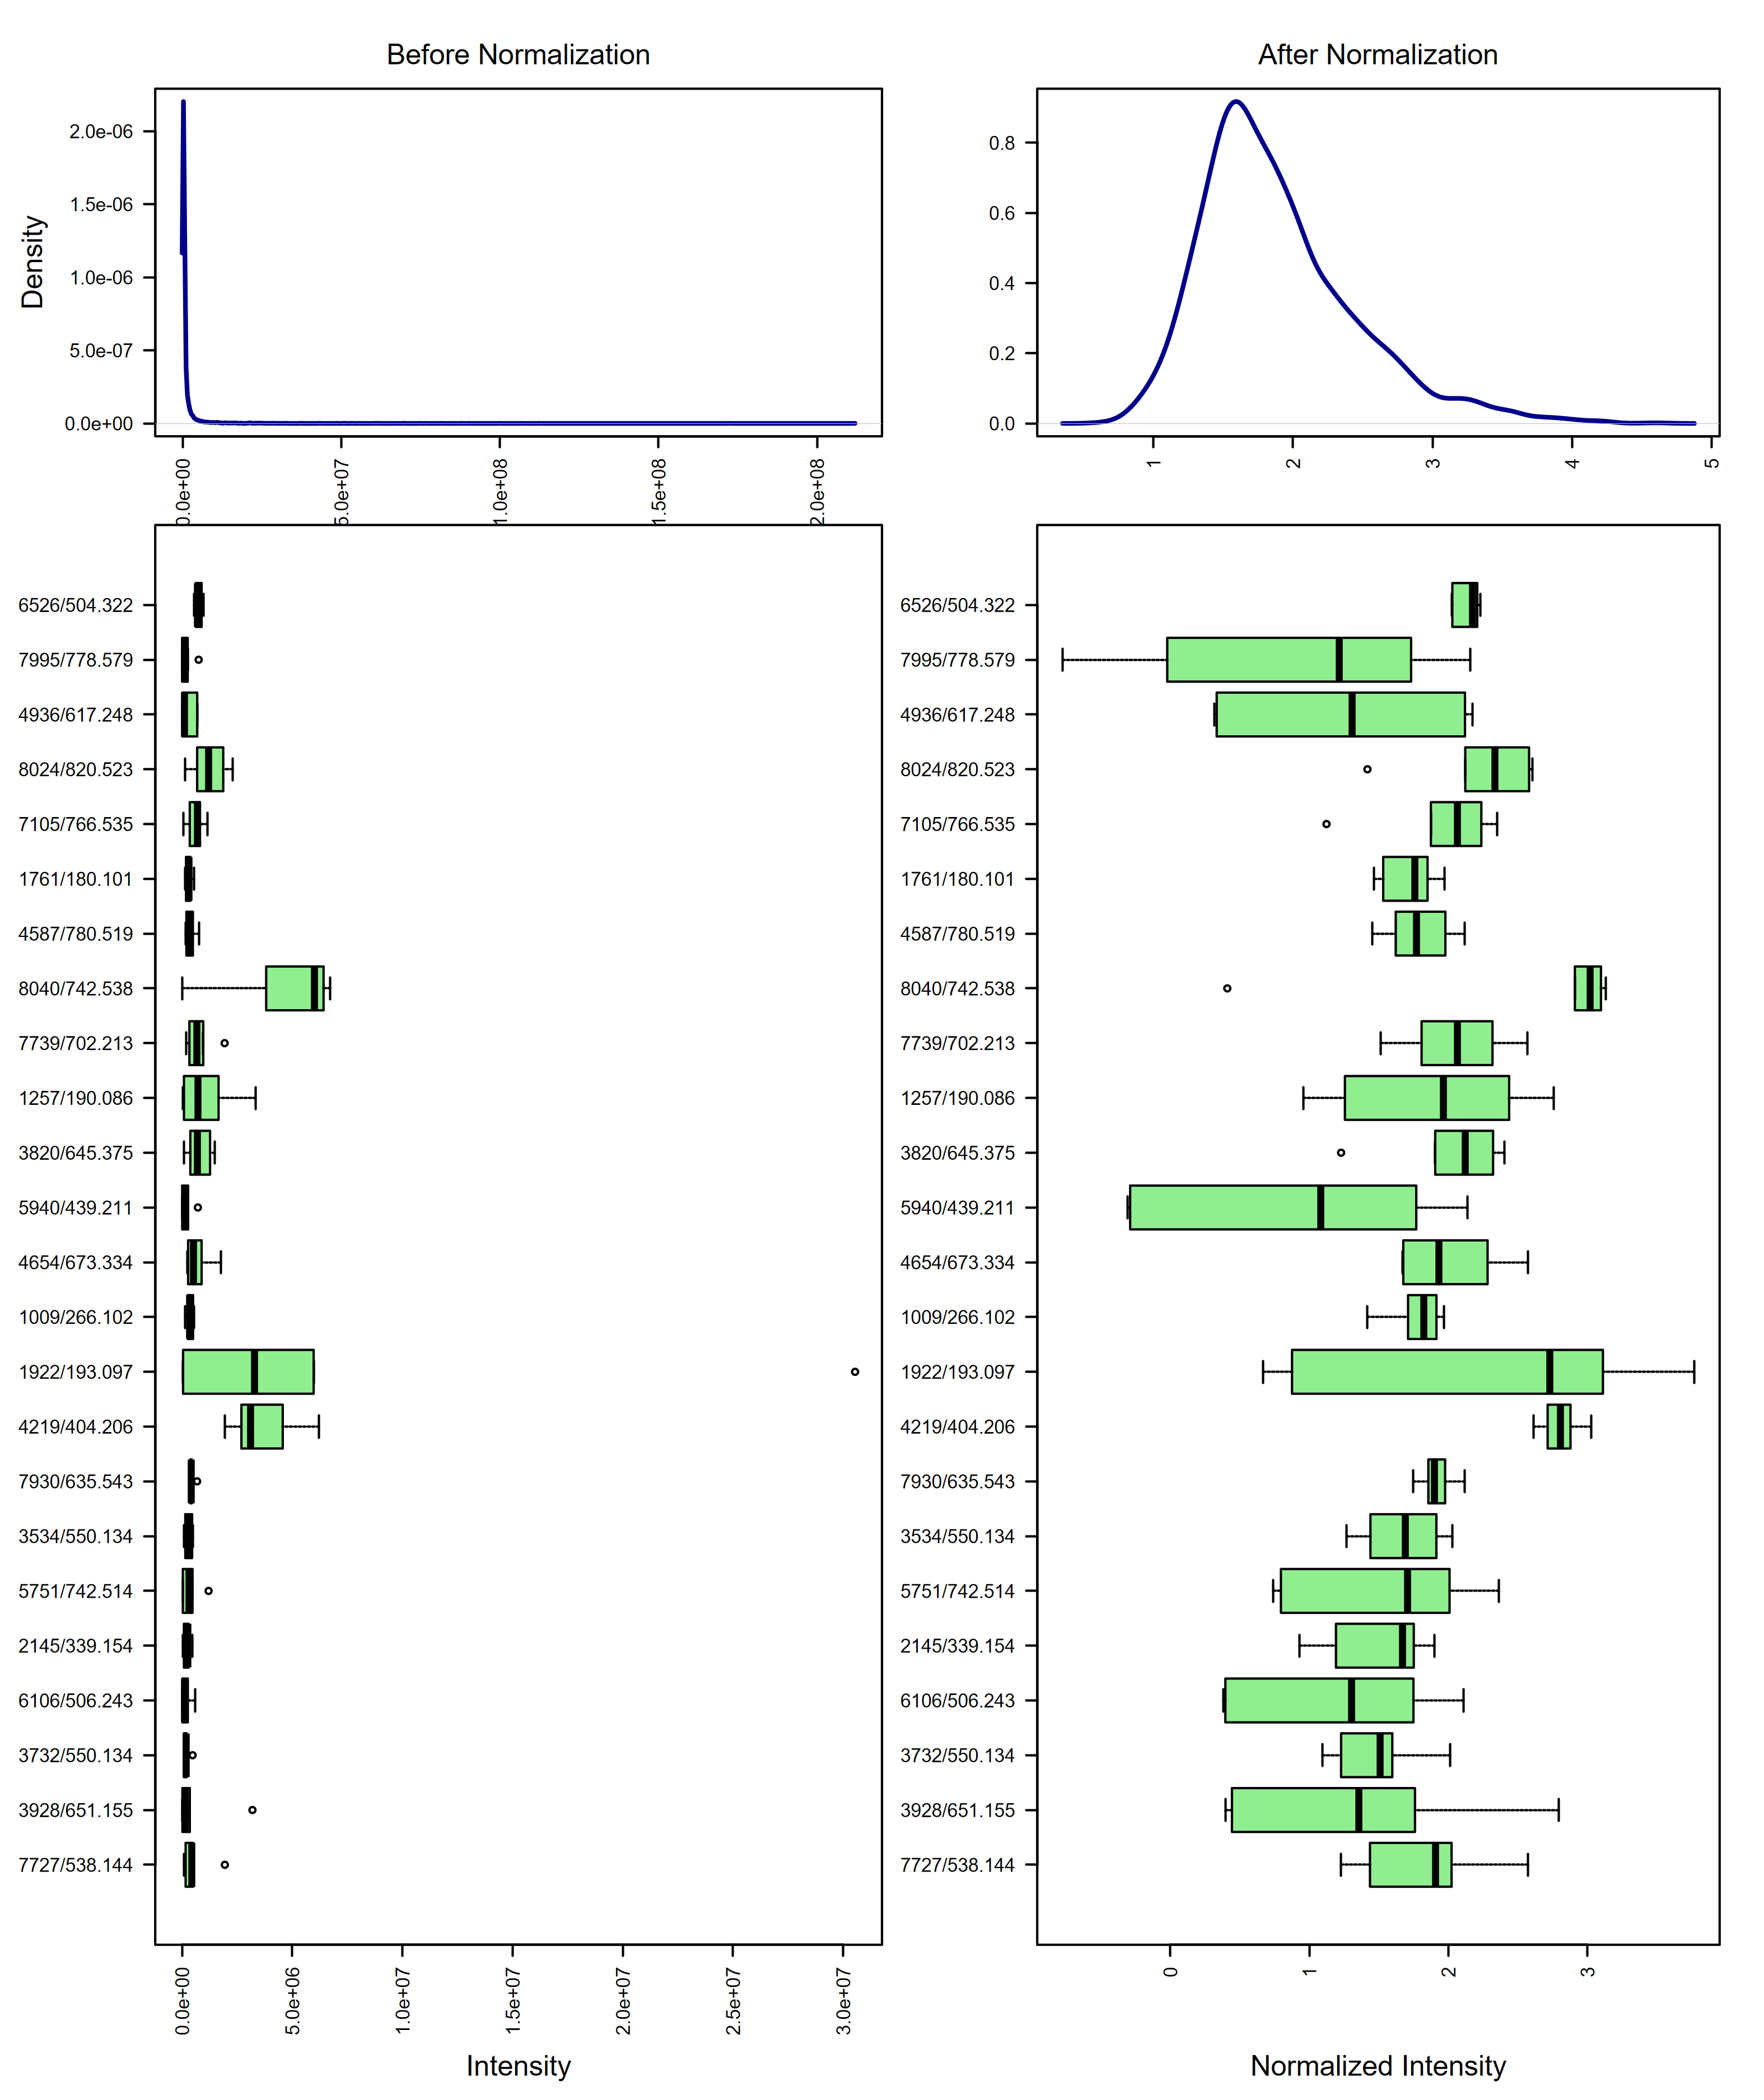 Before Normalization
After Normalization
Density
2.0e-06
1.5e-06
1.0e-06
5.0e-07
0.0e+00
0.8
0.6
0.4
0.2
0.0
0.0e+00
5.0e+07
1.0e+08
1.5e+08
2.0e+08
1
2
3
4
5
6526/504.322
7995/778.579
4936/617.248
8024/820.523
7105/766.535
1761/180.101
4587/780.519
8040/742.538
7739/702.213
1257/190.086
3820/645.375
5940/439.211
4654/673.334
1009/266.102
1922/193.097
4219/404.206
7930/635.543
3534/550.134
5751/742.514
2145/339.154
6106/506.243
3732/550.134
3928/651.155
7727/538.144
0.0e+00
5.0e+06
1.0e+07
1.5e+07
2.0e+07
2.5e+07
3.0e+07
Intensity
6526/504.322
7995/778.579
4936/617.248
8024/820.523
7105/766.535
1761/180.101
4587/780.519
8040/742.538
7739/702.213
1257/190.086
3820/645.375
5940/439.211
4654/673.334
1009/266.102
1922/193.097
4219/404.206
7930/635.543
3534/550.134
5751/742.514
2145/339.154
6106/506.243
3732/550.134
3928/651.155
7727/538.144
0
1
2
3
Normalized Intensity